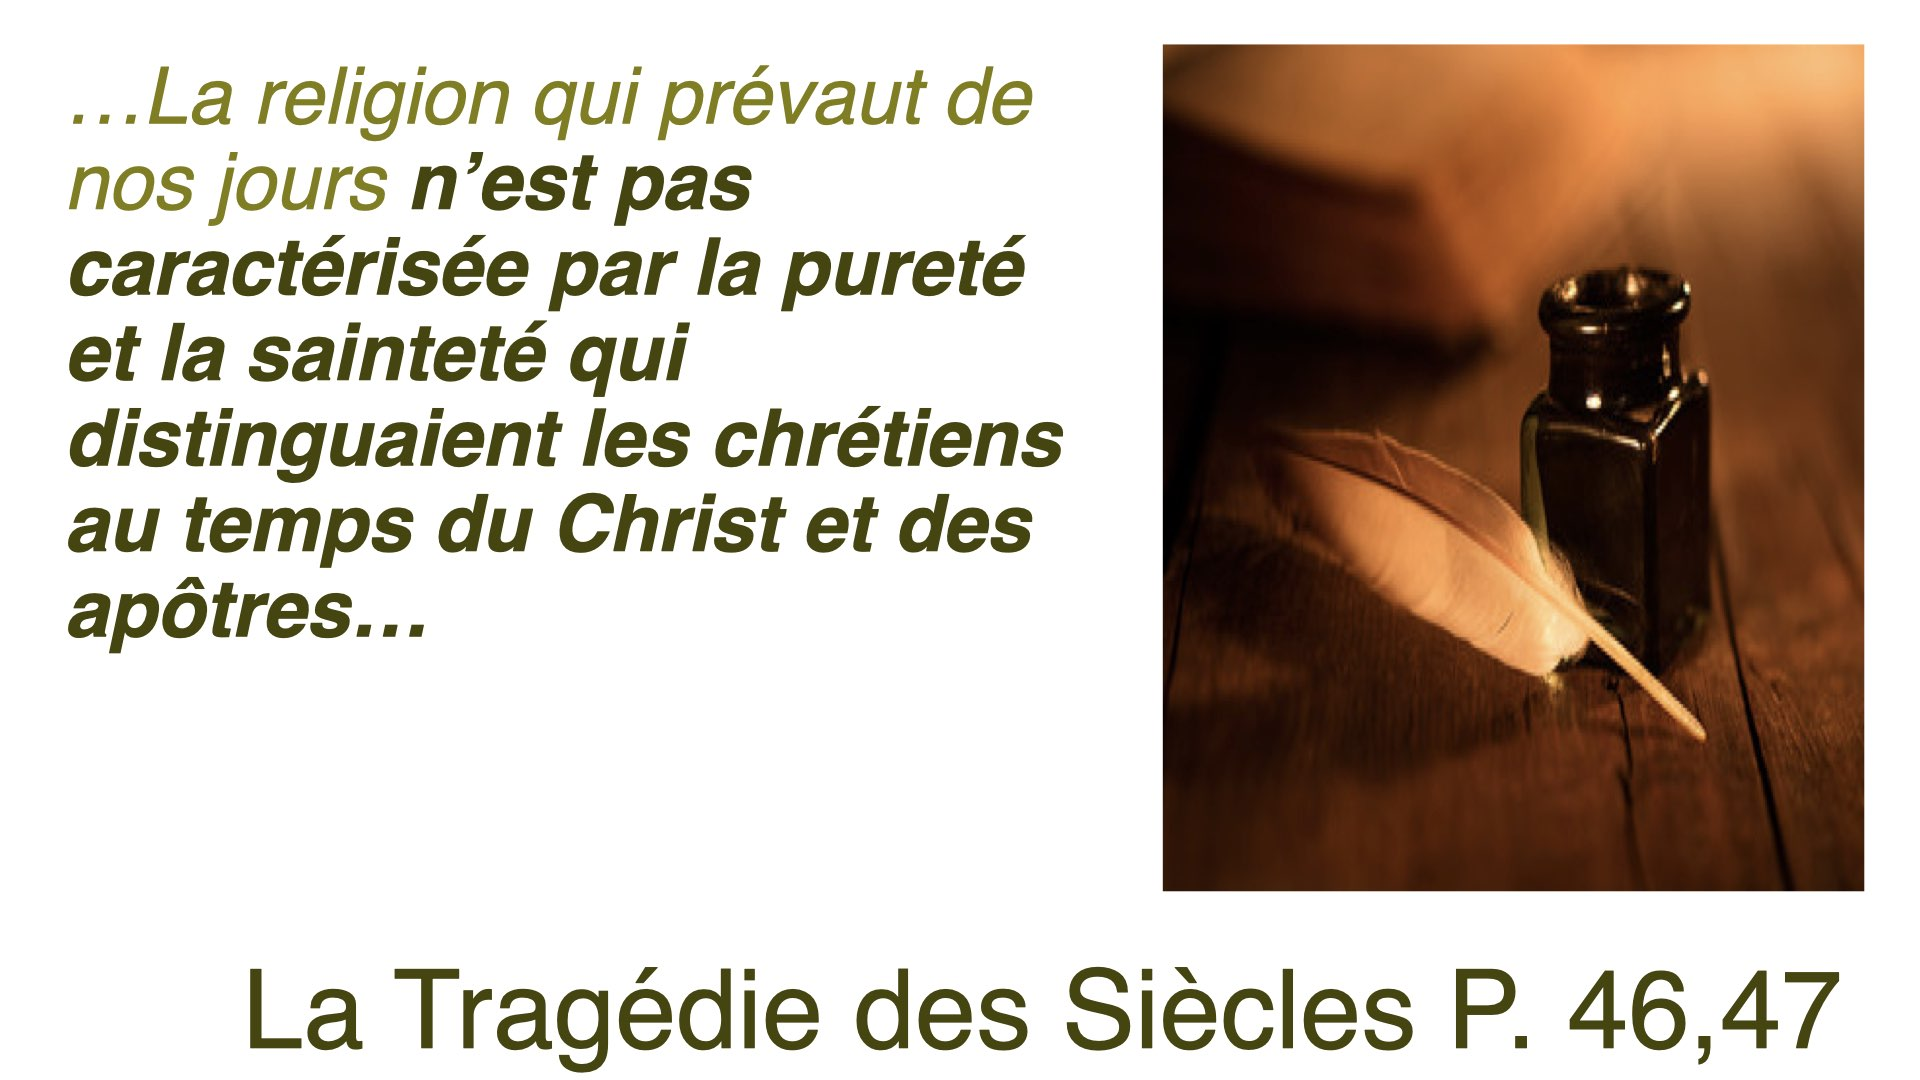 …La religion qui prévaut de
nos jours n’est pas
caractérisée par la pureté
et la sainteté qui
distinguaient les chrétiens
au temps du Christ et des
apôtres…
La Tragédie des Siècles P. 46,47